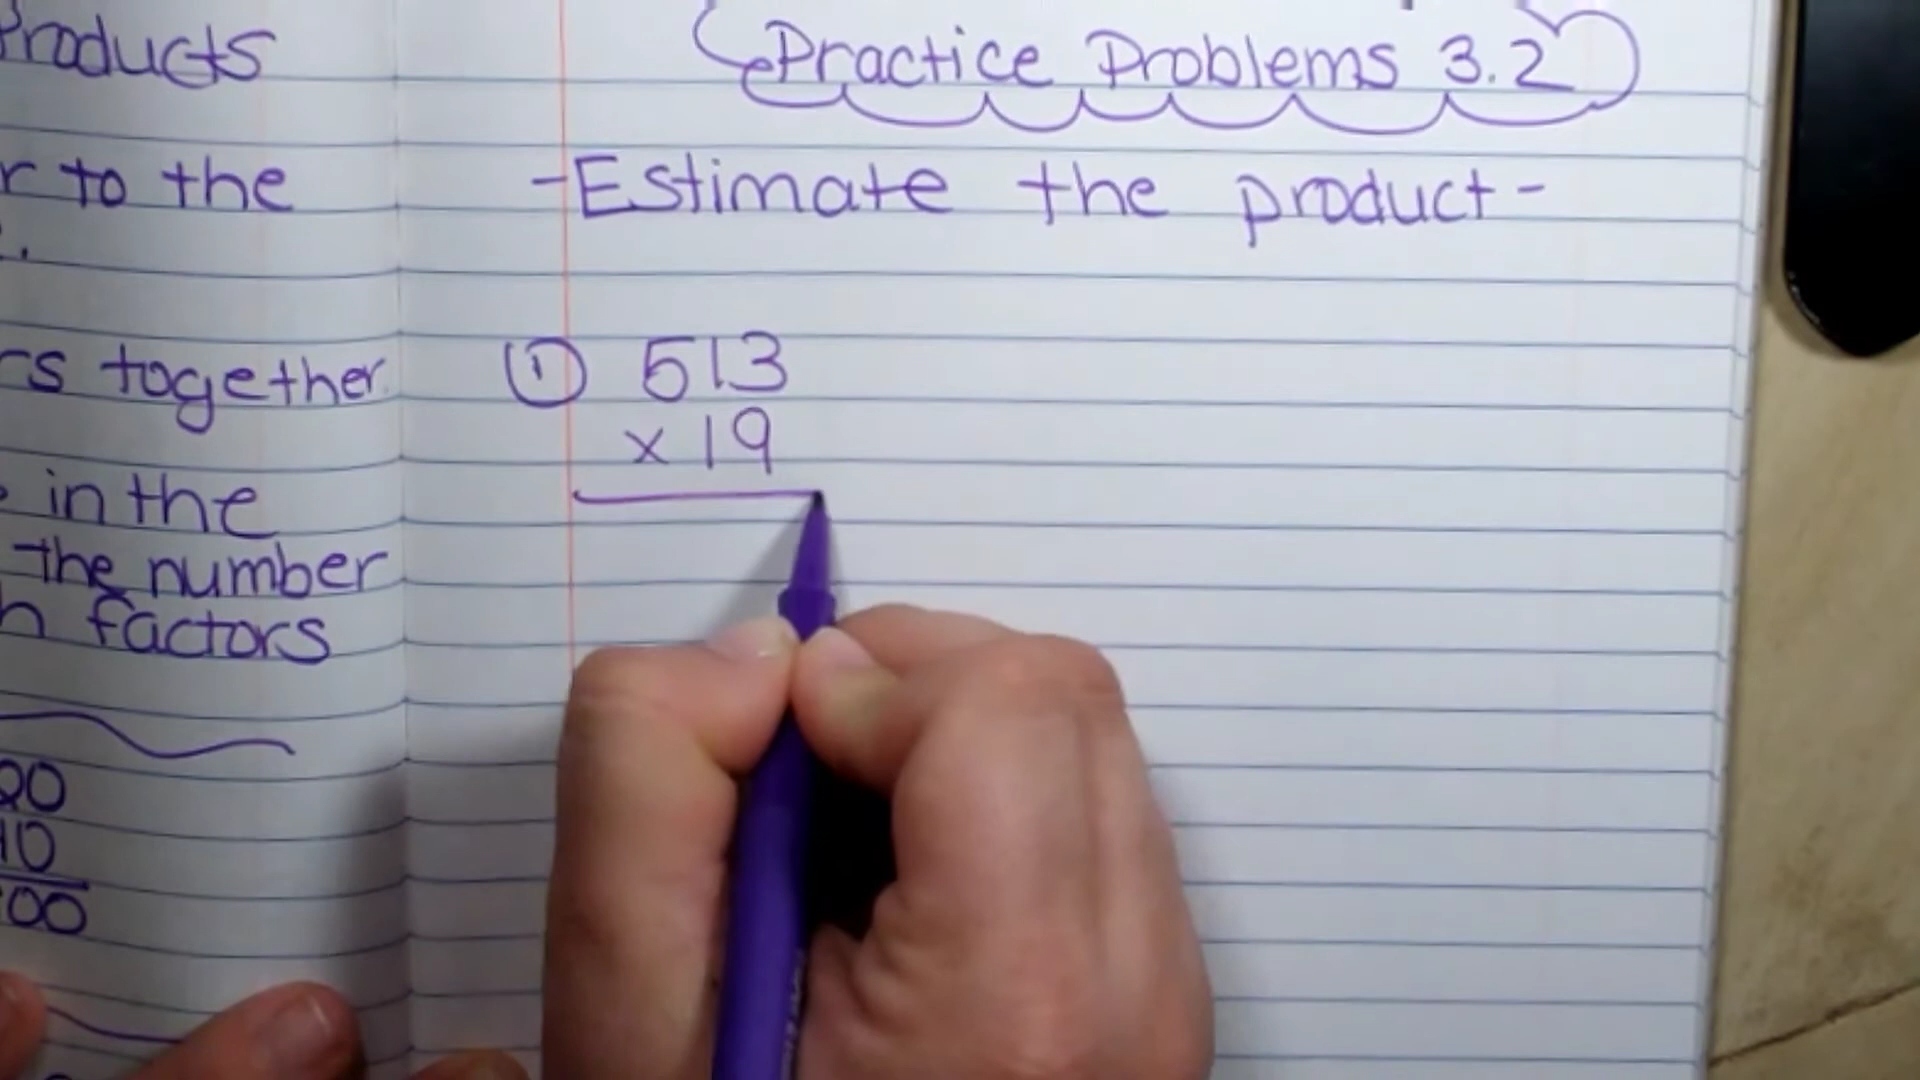 Products
r to the
rs together.
in the
the number
factors
20
10
00
Practice Problems 3.2
-Estimate the product-
① 513
x 19